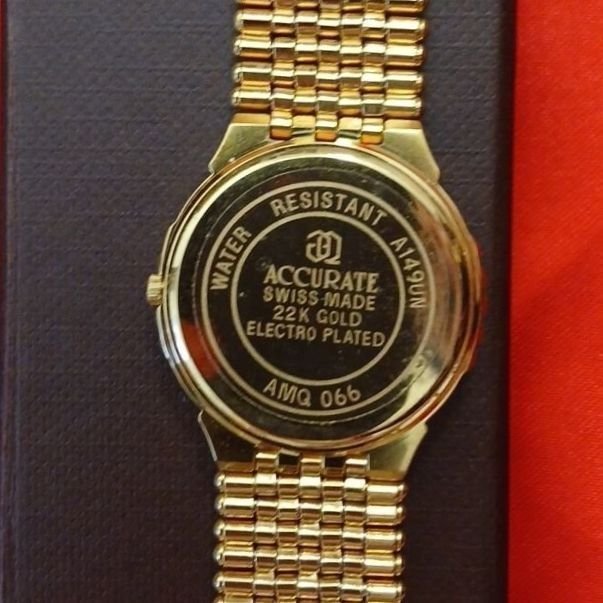 WATER RESISTANT A149UN
ACCURATE
SWISS MADE
22K GOLD
ELECTRO PLATED
AMQ 066